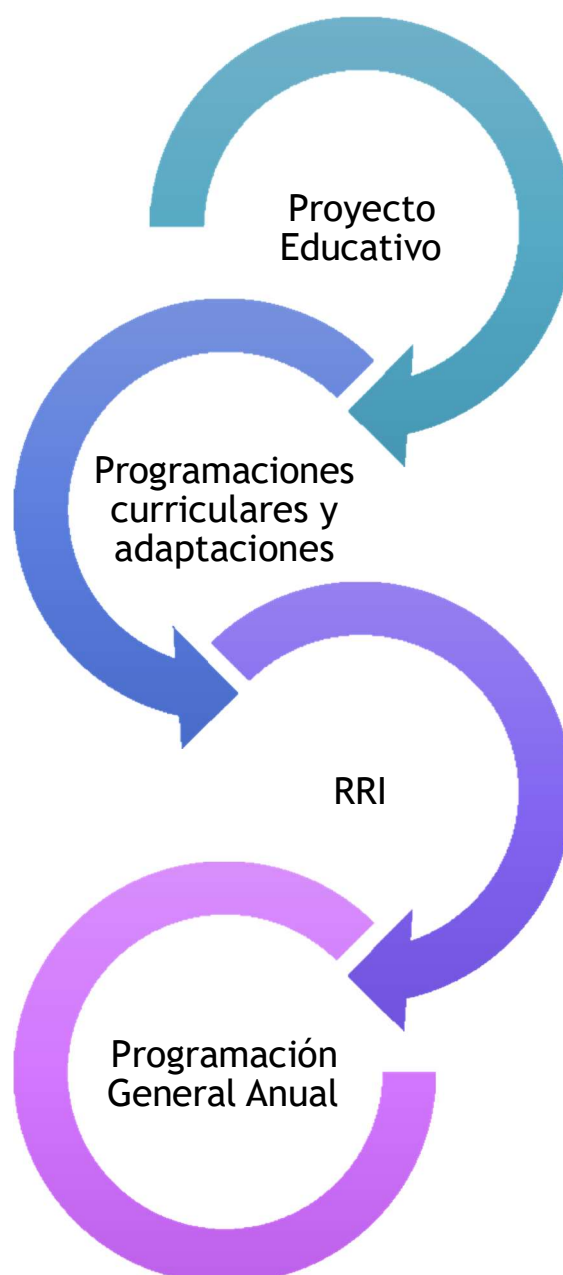 Proyecto
Educativo
Programaciones
curriculares y
adaptaciones
RRI
Programación
General Anual